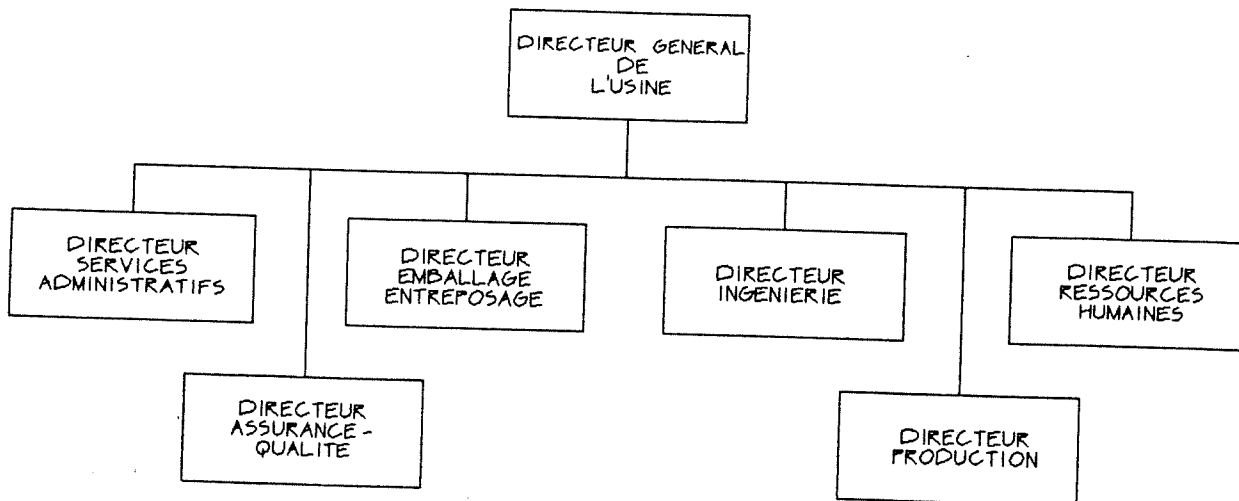 DIRECTEUR GENERAL
DE
L'USINE
DIRECTEUR
SERVICES
ADMINISTRATIFS
DIRECTEUR
EMBALLAGE
ENTREPOSAGE
DIRECTEUR
INGENIERIE
DIRECTEUR
RESSOURCES
HUMAINES
DIRECTEUR
ASSURANCE-
QUALITE
DIRECTEUR
PRODUCTION